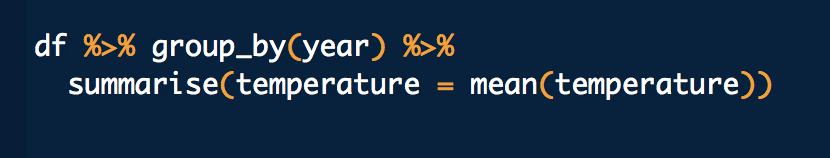 df %>% group_by(year) %>%
  summarise(temperature = mean(temperature))